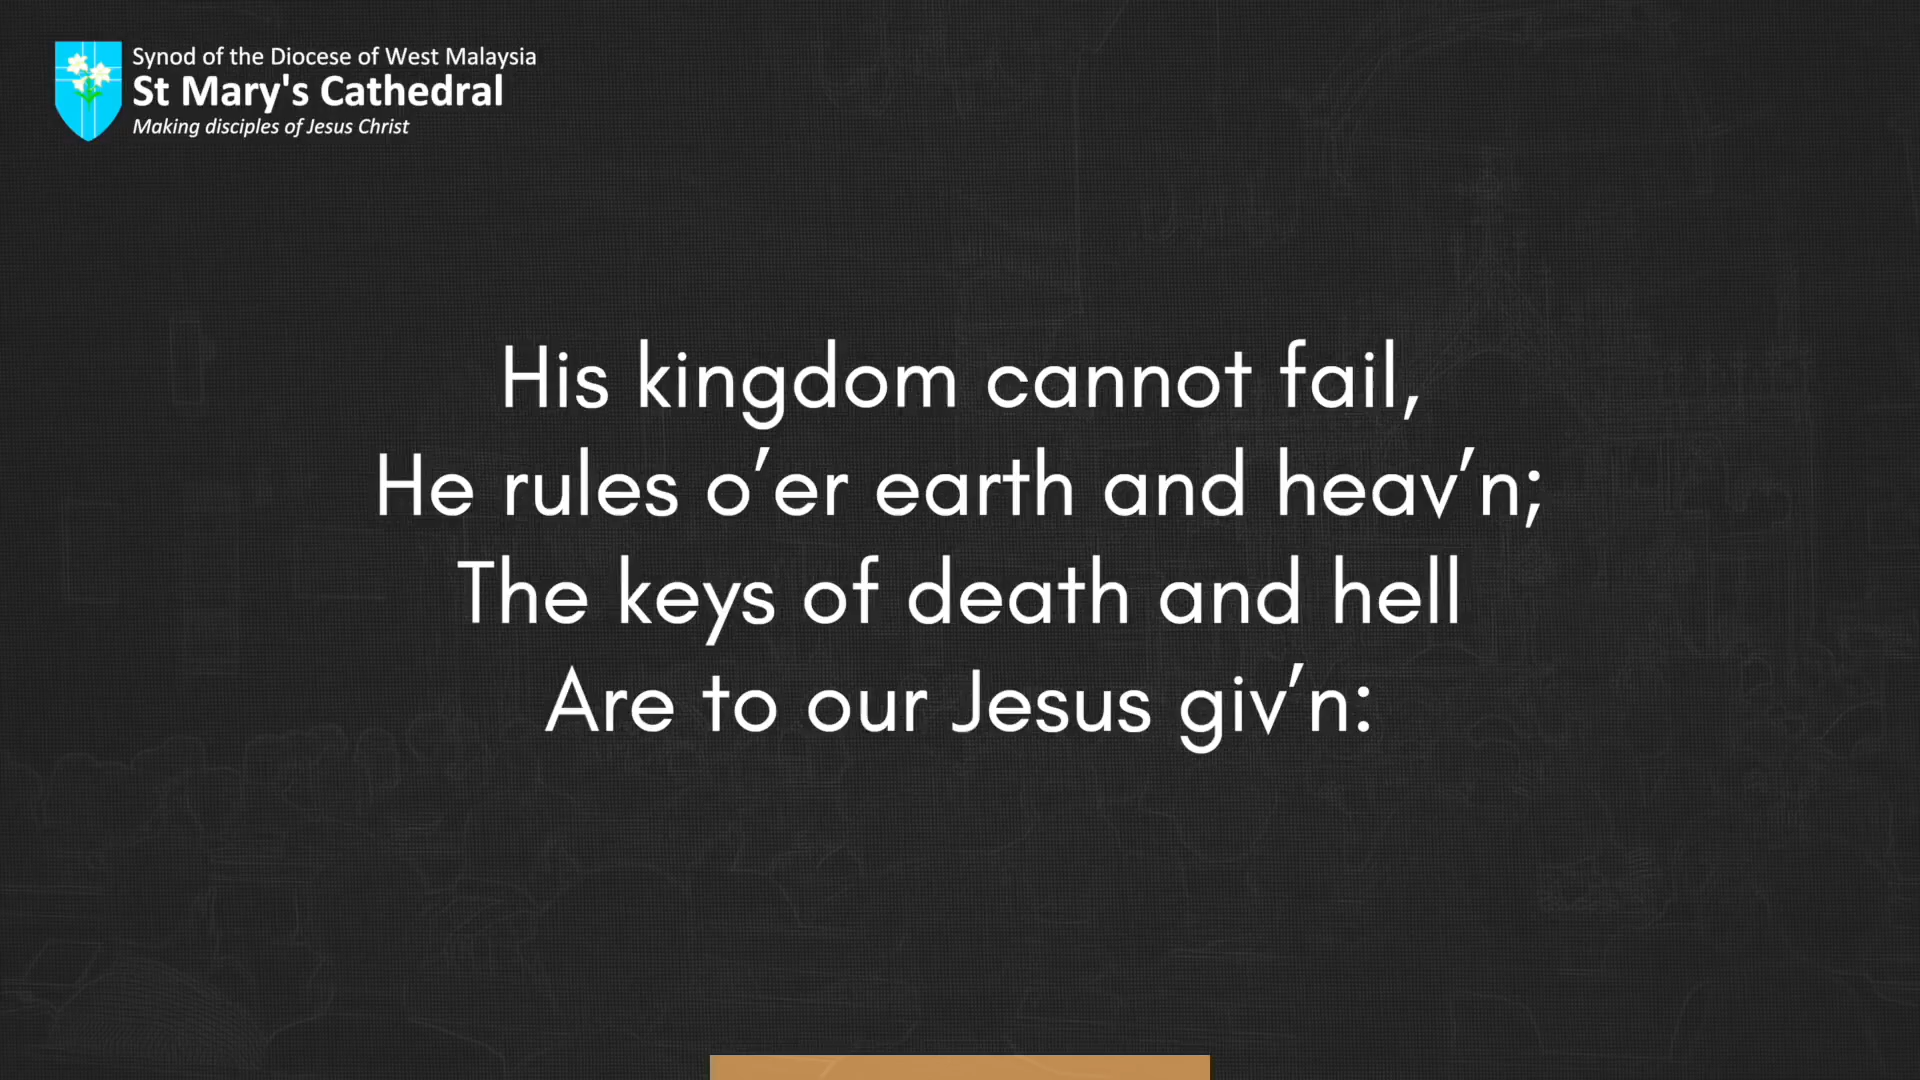 Synod of the Diocese of West Malaysia
St Mary's Cathedral
Making disciples of Jesus Christ
His kingdom cannot fail,
He rules o’er earth and heav’n;
The keys of death and hell
Are to our Jesus giv’n: